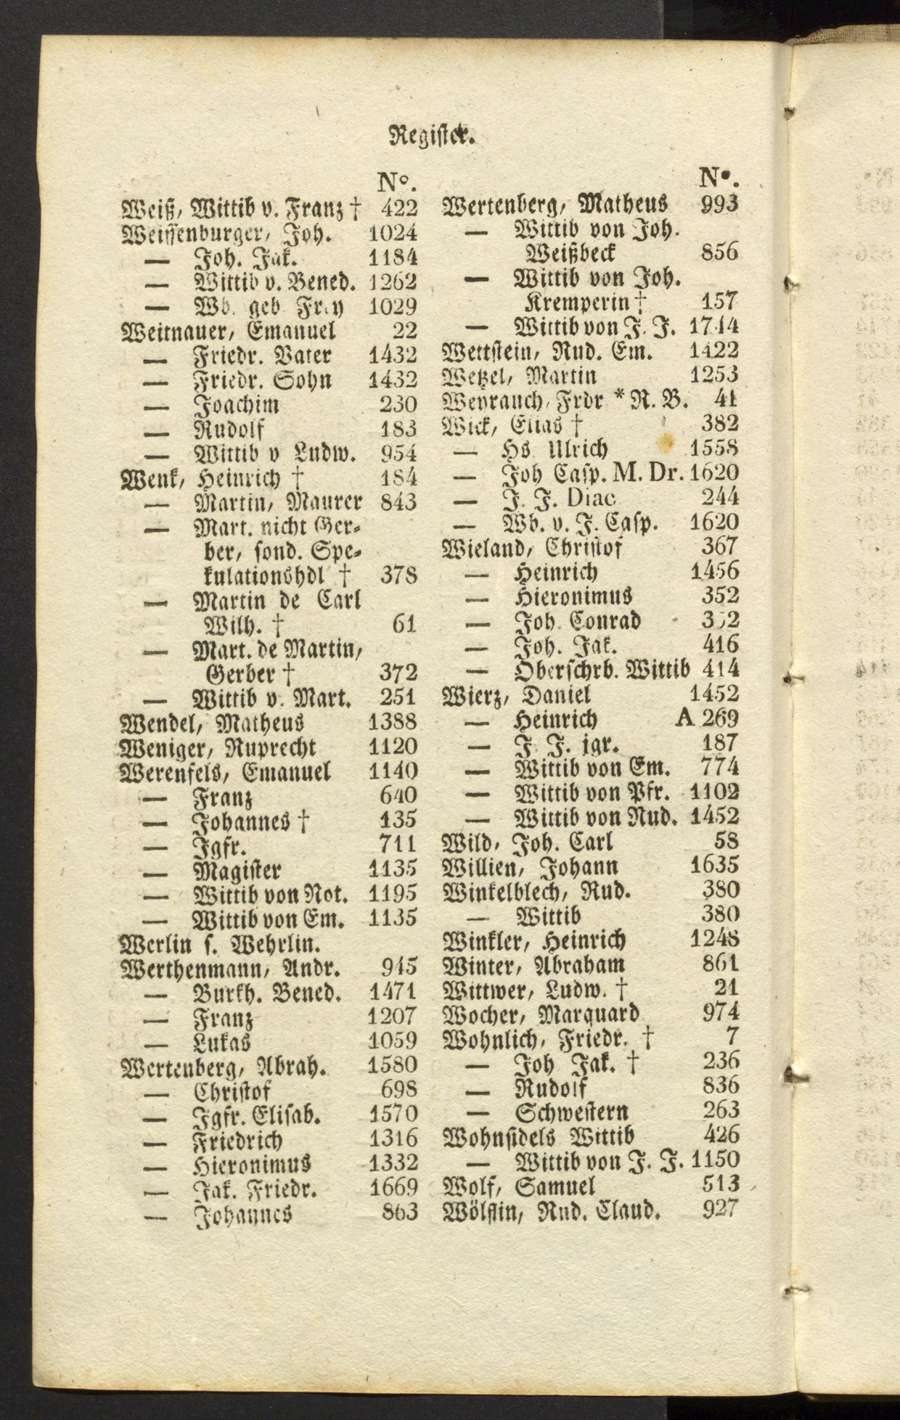 Register.
No.
Weiß, Wittib v. Franz † 422
Weissenburger, Joh. 1024
— Joh. Jak. 1184
— Wittib v. Bened. 1262
— Wb. geb Frey 1029
Weitnauer, Emanuel 22
— Friedr. Vater 1432
— Friedr. Sohn 1432
— Joachim 230
— Rudolf 183
— Wittib v Ludw. 954
Wenk, Heinrich † 184
— Martin, Maurer 843
— Mart. nicht Ger-
ber, sond. Spe-
kulationshdl † 378
— Martin de Carl
Wilh. † 61
— Mart. de Martin,
Gerber † 372
— Wittib v. Mart. 251
Wendel, Matheus 1388
Weniger, Ruprecht 1120
Werenfels, Emanuel 1140
— Franz 640
— Johannes † 135
— Jgfr. 711
— Magister 1135
— Wittib von Not. 1195
— Wittib von Em. 1135
Werlin s. Wehrlin.
Werthenmann, Andr. 945
— Burkh. Bened. 1471
— Franz 1207
— Lukas 1059
Wertenberg, Abrah. 1580
— Christof 698
— Jgfr. Elisab. 1570
— Friedrich 1316
— Hieronimus 1332
— Jak. Friedr. 1669
— Johannes 863
No.
Wertenberg, Matheus 993
— Wittib von Joh.
Weißbeck 856
— Wittib von Joh.
Kremperin † 157
— Wittib von J. J. 1714
Wettstein, Rud. Em. 1422
Wetzel, Martin 1253
Weyrauch, Frdr * N. B. 41
Wick, Elias † 382
— Hs Ulrich 1558
— Joh Casp. M. Dr. 1620
— J. J. Diac 244
— Wb. v. J. Casp. 1620
Wieland, Christof 367
— Heinrich 1456
— Hieronimus 352
— Joh. Conrad 352
— Joh. Jak. 416
— Oberschrb. Wittib 414
Wierz, Daniel 1452
— Heinrich A 269
— J. J. jgr. 187
— Wittib von Em. 774
— Wittib von Pfr. 1102
— Wittib von Rud. 1452
Wild, Joh. Carl 58
Willien, Johann 1635
Winkelblech, Rud. 380
— Wittib 380
Winkler, Heinrich 1248
Winter, Abraham 861
Wittwer, Ludw. † 21
Wocher, Marquard 974
Wohnlich, Friedr. † 7
— Joh Jak. † 236
— Rudolf 836
— Schwestern 263
Wohnsidels Wittib 426
— Wittib von J. J. 1150
Wolf, Samuel 513
Wölflin, Rud. Claud. 927